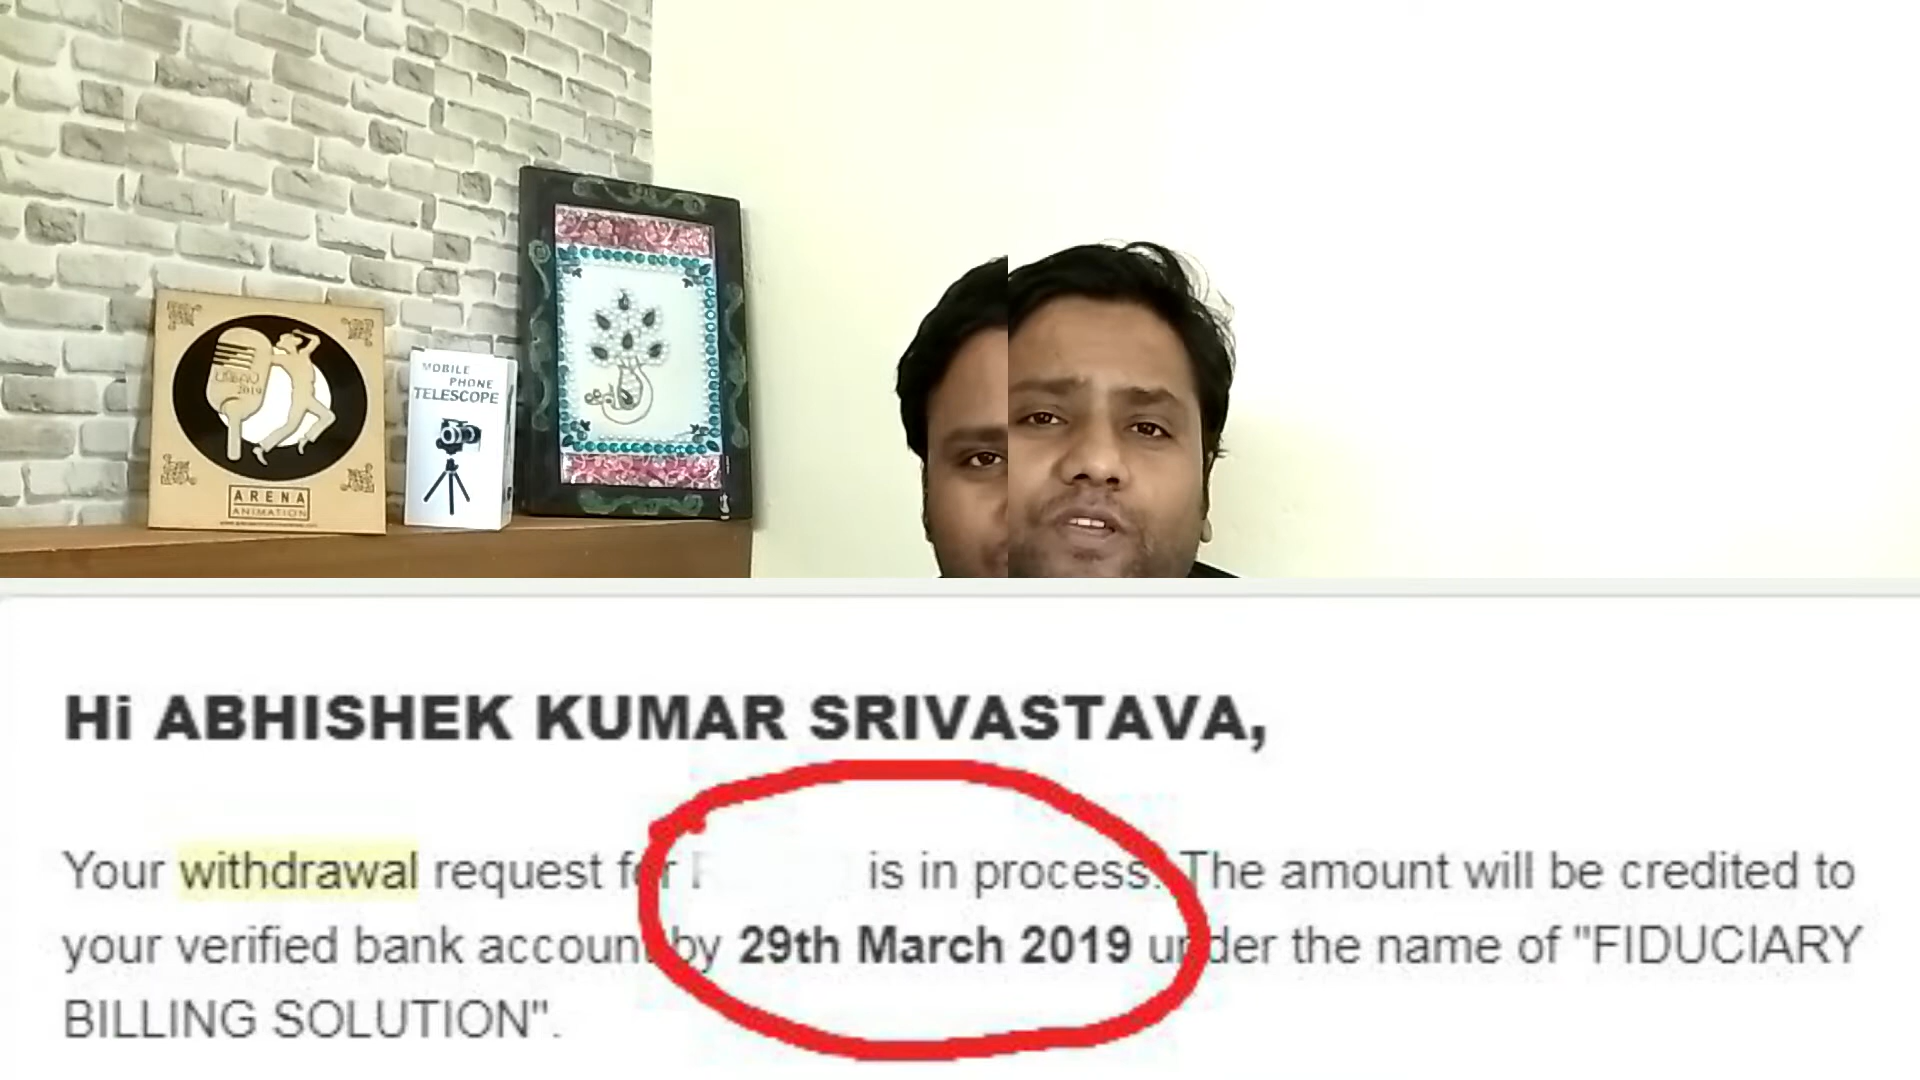 2019
ARENA
ANIMATION
MOBILE
PHONE
TELESCOPE
Hi ABHISHEK KUMAR SRIVASTAVA,
Your withdrawal request for is in process. The amount will be credited to
your verified bank account by 29th March 2019 under the name of "FIDUCIARY
BILLING SOLUTION".